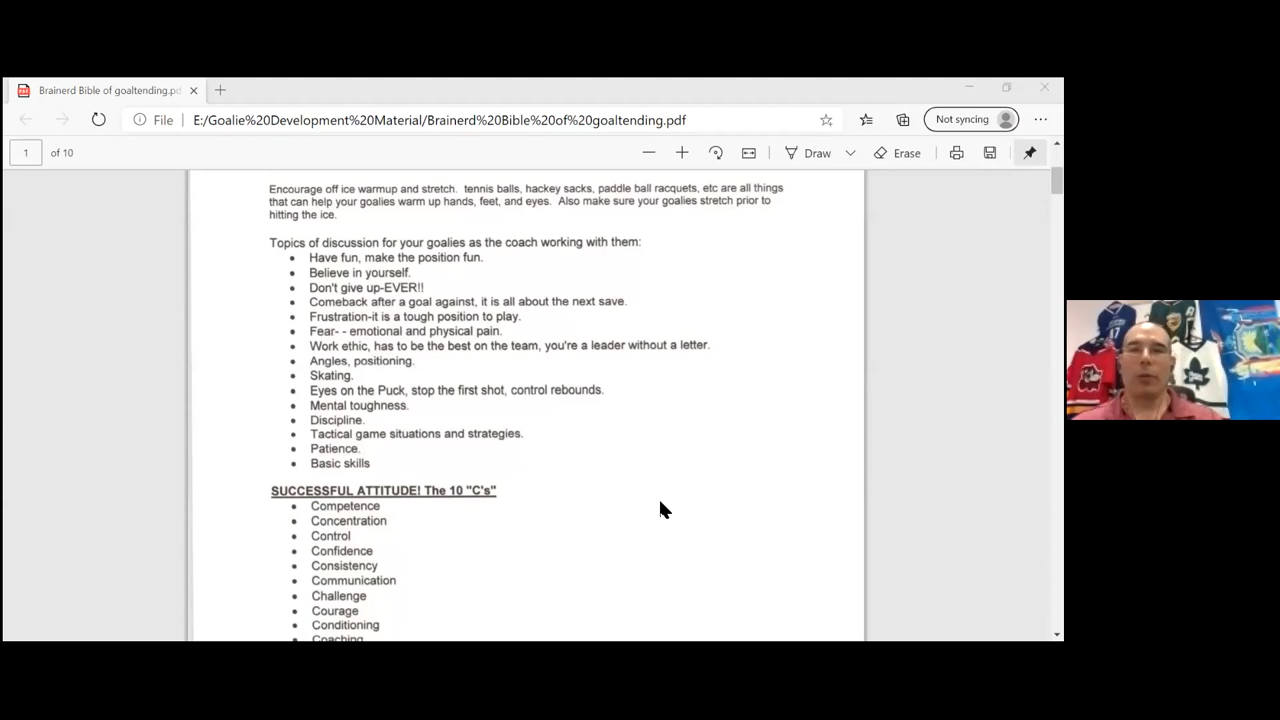 Brainerd Bible of goaltending.pd
File E:/Goalie%20Development%20Material/Brainerd%20Bible%20of%20goaltending.pdf Not syncing
1 of 10 Draw Erase
Encourage off ice warmup and stretch. tennis balls, hackey sacks, paddle ball racquets, etc are all things
that can help your goalies warm up hands, feet, and eyes. Also make sure your goalies stretch prior to
hitting the ice.
Topics of discussion for your goalies as the coach working with them:
• Have fun, make the position fun.
• Believe in yourself.
• Don't give up-EVER!!
• Comeback after a goal against, it is all about the next save.
• Frustration-it is a tough position to play.
• Fear- - emotional and physical pain.
• Work ethic, has to be the best on the team, you're a leader without a letter.
• Angles, positioning.
• Skating.
• Eyes on the Puck, stop the first shot, control rebounds.
• Mental toughness.
• Discipline.
• Tactical game situations and strategies.
• Patience.
• Basic skills
SUCCESSFUL ATTITUDE! The 10 "C's"
• Competence
• Concentration
• Control
• Confidence
• Consistency
• Communication
• Challenge
• Courage
• Conditioning
• Coaching
17